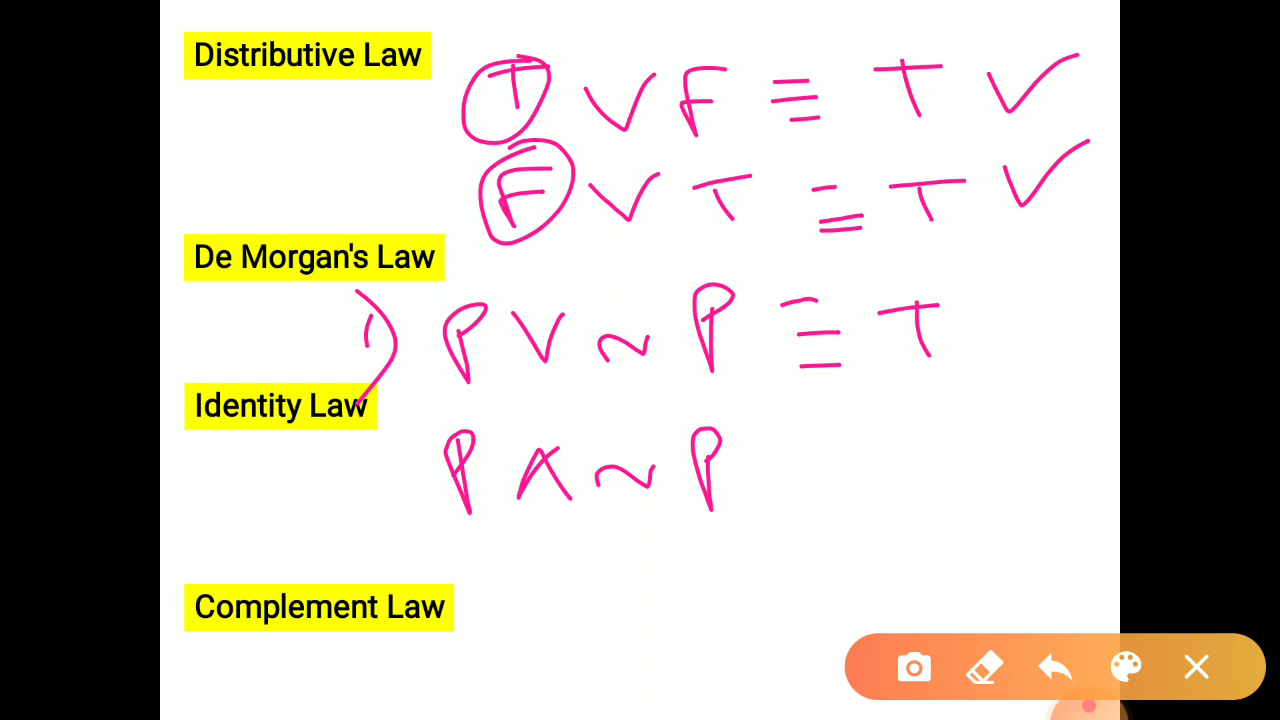 Distributive Law
T ∨ F ≡ T ✓
F ∨ T ≡ T ✓
De Morgan's Law
1) P ∨ ~ P ≡ T
Identity Law
P ∧ ~ P
Complement Law